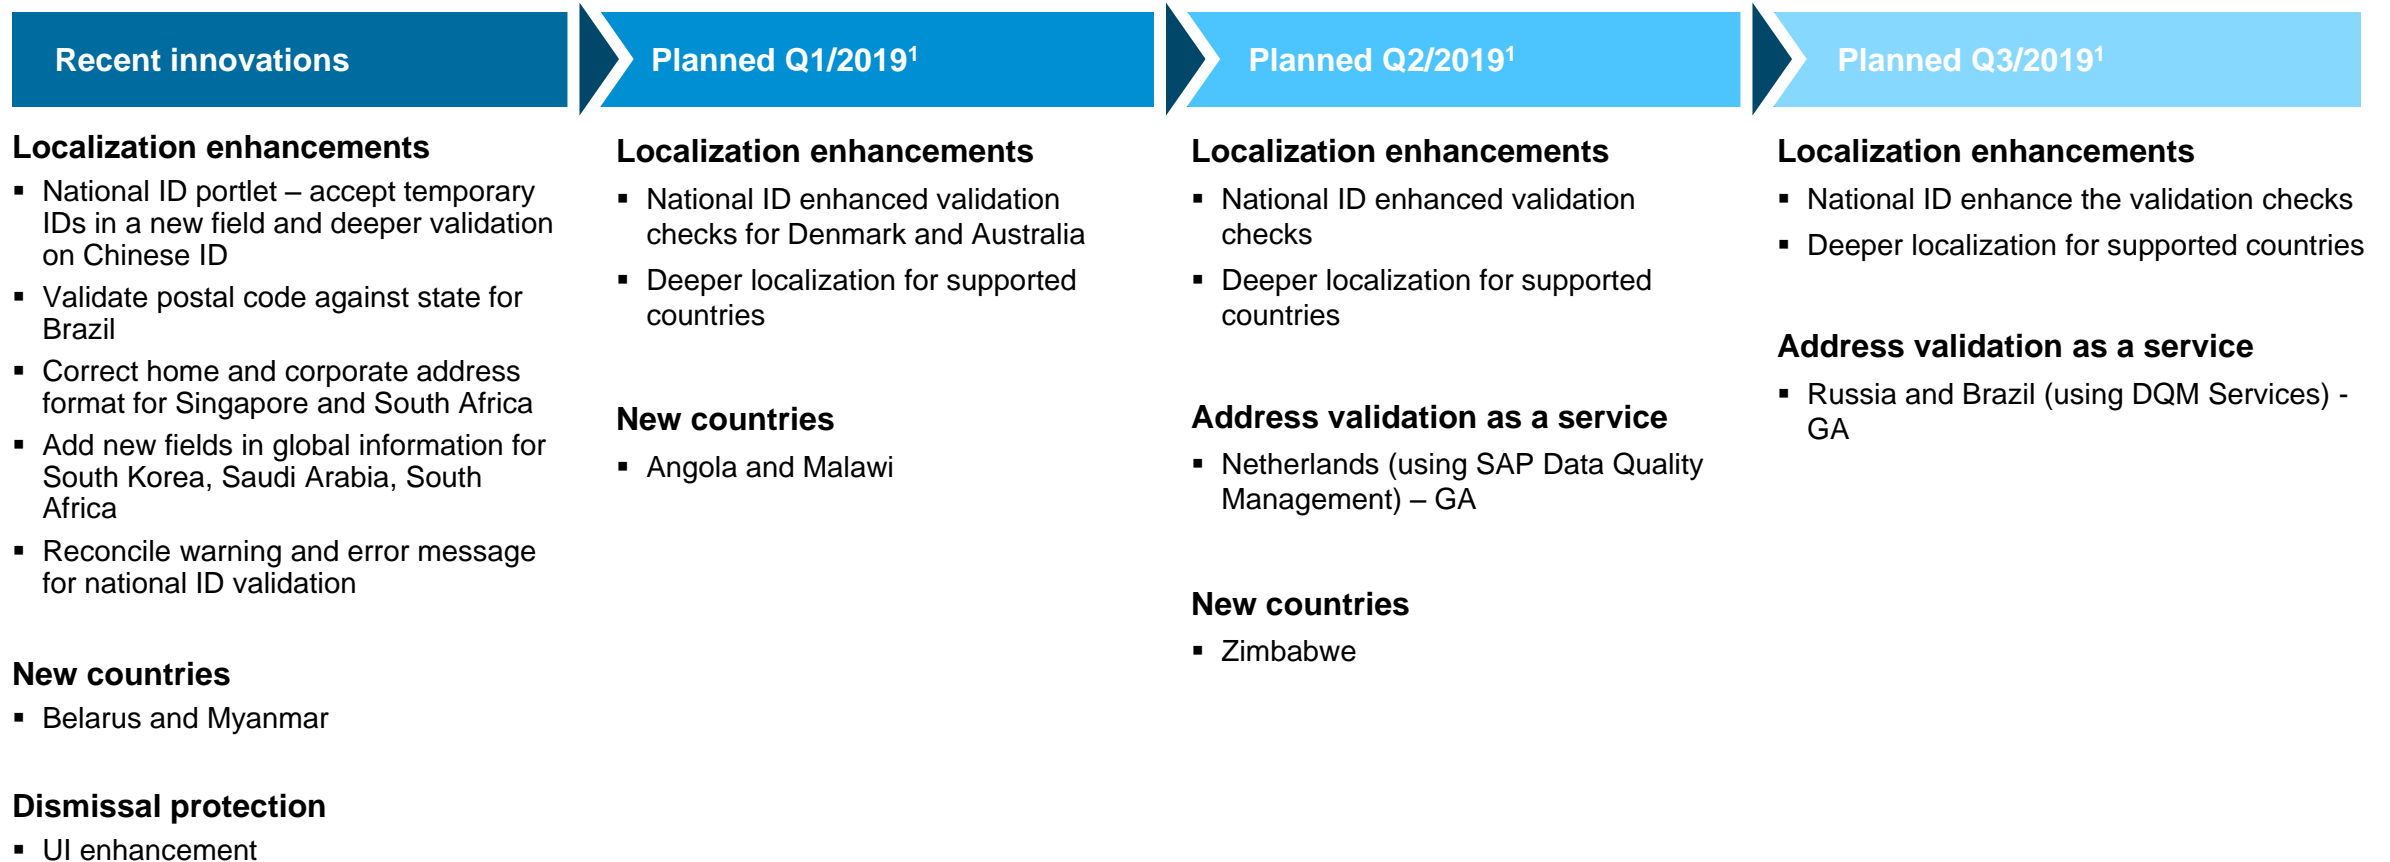 Recent innovations
Planned Q1/2019¹
Planned Q2/2019¹
Planned Q3/2019¹
Localization enhancements
▪ National ID portlet – accept temporary
IDs in a new field and deeper validation
on Chinese ID
▪ Validate postal code against state for
Brazil
▪ Correct home and corporate address
format for Singapore and South Africa
▪ Add new fields in global information for
South Korea, Saudi Arabia, South
Africa
▪ Reconcile warning and error message
for national ID validation
New countries
▪ Belarus and Myanmar
Dismissal protection
▪ UI enhancement
Localization enhancements
▪ National ID enhanced validation
checks for Denmark and Australia
▪ Deeper localization for supported
countries
New countries
▪ Angola and Malawi
Localization enhancements
▪ National ID enhanced validation
checks
▪ Deeper localization for supported
countries
Address validation as a service
▪ Netherlands (using SAP Data Quality
Management) – GA
New countries
▪ Zimbabwe
Localization enhancements
▪ National ID enhance the validation checks
▪ Deeper localization for supported countries
Address validation as a service
▪ Russia and Brazil (using DQM Services) -
GA